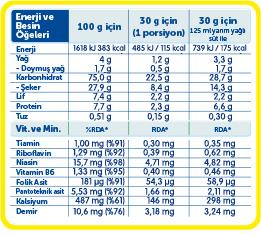 Enerji ve Besin Öğeleri 100 g için 30 g için (1 porsiyon) 30 g için 125 ml yarım yağlı süt ile
Enerji 1618 kJ 383 kcal 485 kJ / 115 kcal 739 kJ / 175 kcal
Yağ 4 g 1,2 g 3,3 g
- Doymuş yağ 1,7 g 0,5 g 1,7 g
Karbonhidrat 75,0 g 22,5 g 28,7 g
- Şeker 27,9 g 8,4 g 14,3 g
Lif 7,4 g 2,2 g 2,2 g
Protein 7,7 g 2,3 g 6,6 g
Tuz 0,51 g 0,15 g 0,30 g
Vit. ve Min. %RDA* RDA* RDA*
Tiamin 1,00 mg (%91) 0,30 mg 0,35 mg
Riboflavin 1,29 mg (%92) 0,39 mg 0,62 mg
Niasin 15,7 mg (%98) 4,71 mg 4,82 mg
Vitamin B6 1,33 mg (%95) 0,40 mg 0,46 mg
Folik Asit 181 µg (%91) 54,3 µg 58,9 µg
Pantoteknik asit 5,53 mg (%92) 1,66 mg 2,11 mg
Kalsiyum 487 mg (%61) 146 mg 298 mg
Demir 10,6 mg (%76) 3,18 mg 3,24 mg